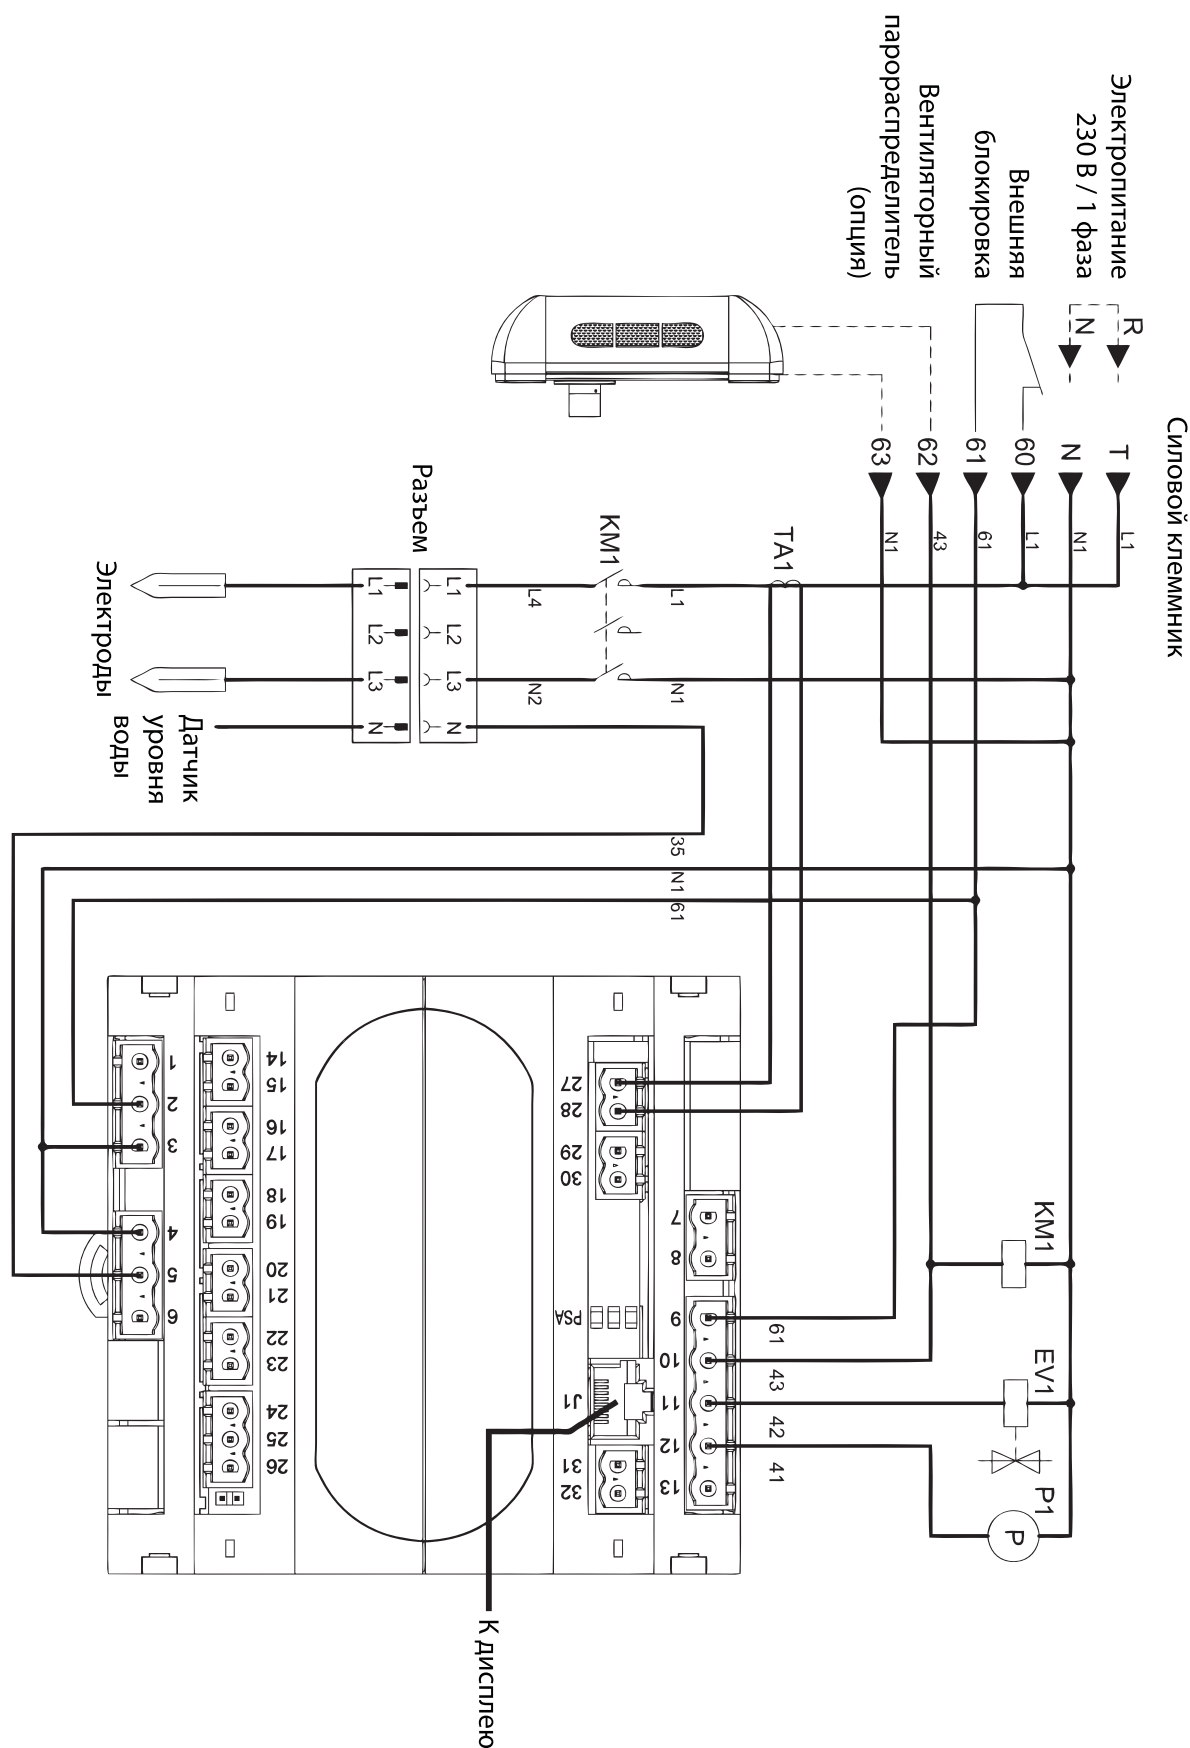 Силовой клеммник
Электропитание
230 В / 1 фаза
R
N
Внешняя
блокировка
Вентиляторный
парораспределитель
(опция)
T
N
60
61
62
63
L1
N1
L1
61
43
N1
TA1
KM1
L1
N1
L4
N2
Разъем
L1
L2
L3
N
L1
L2
L3
N
Электроды
Датчик
уровня
воды
35
N1
61
KM1
EV1
P1
P
61
43
42
41
7
8
9
10
11
12
13
27
28
29
30
PSA
J1
31
32
14
15
16
17
18
19
20
21
22
23
24
25
26
1
2
3
4
5
6
К дисплею